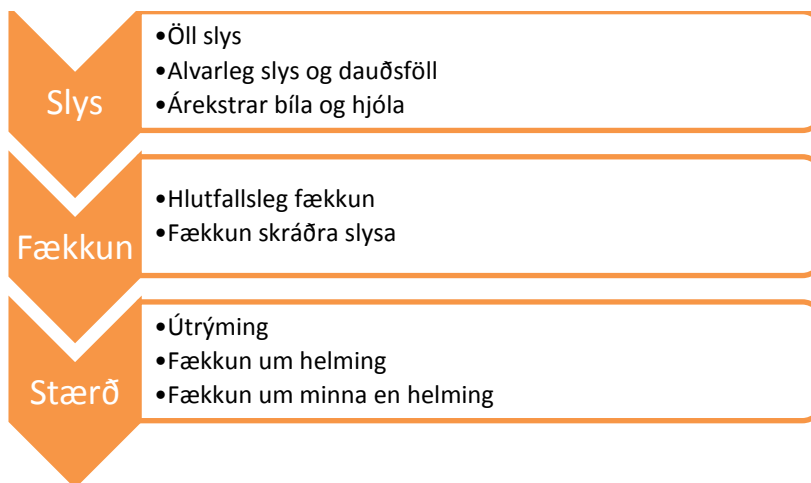 Slys
•Öll slys
•Alvarleg slys og dauðsföll
•Árekstrar bíla og hjóla
Fækkun
•Hlutfallsleg fækkun
•Fækkun skráðra slysa
Stærð
•Útrýming
•Fækkun um helming
•Fækkun um minna en helming